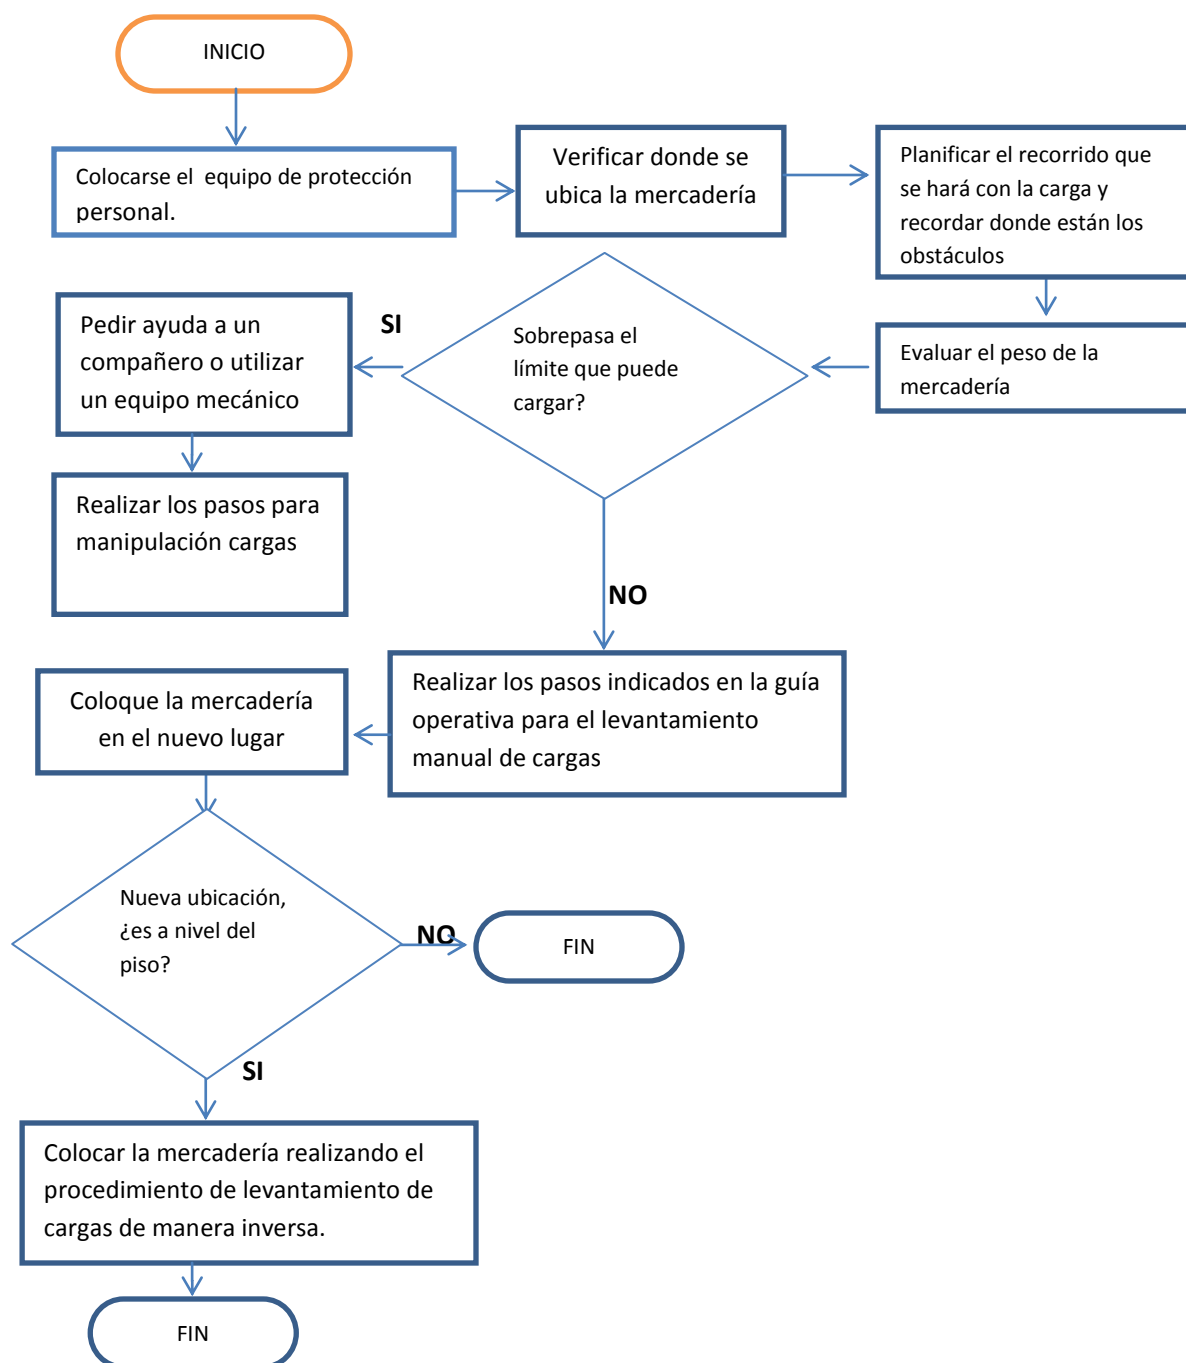 INICIO
Colocarse el equipo de protección
personal.
Verificar donde se
ubica la mercadería
Planificar el recorrido que
se hará con la carga y
recordar donde están los
obstáculos
Evaluar el peso de la
mercadería
Sobrepasa el
límite que puede
cargar?
SI
Pedir ayuda a un
compañero o utilizar
un equipo mecánico
Realizar los pasos para
manipulación cargas
NO
Realizar los pasos indicados en la guía
operativa para el levantamiento
manual de cargas
Coloque la mercadería
en el nuevo lugar
Nueva ubicación,
¿es a nivel del
piso?
NO
FIN
SI
Colocar la mercadería realizando el
procedimiento de levantamiento de
cargas de manera inversa.
FIN